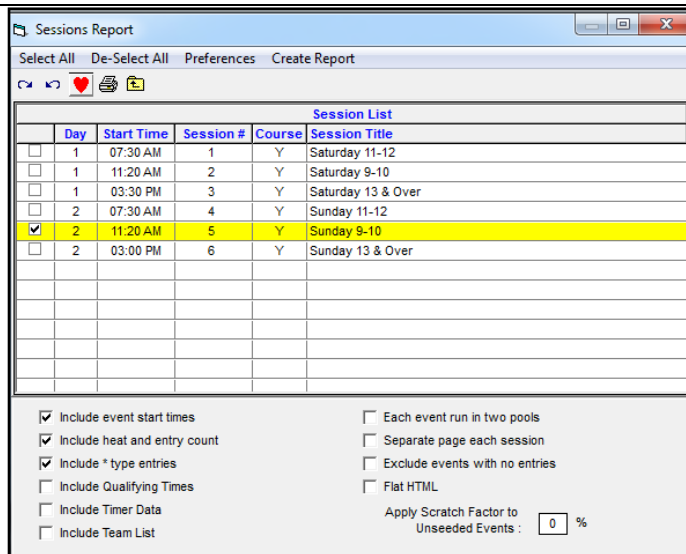 Sessions Report
Select All De-Select All Preferences Create Report
Session List
Day Start Time Session # Course Session Title
1 07:30 AM 1 Y Saturday 11-12
1 11:20 AM 2 Y Saturday 9-10
1 03:30 PM 3 Y Saturday 13 & Over
2 07:30 AM 4 Y Sunday 11-12
2 11:20 AM 5 Y Sunday 9-10
2 03:00 PM 6 Y Sunday 13 & Over
Include event start times
Include heat and entry count
Include * type entries
Include Qualifying Times
Include Timer Data
Include Team List
Each event run in two pools
Separate page each session
Exclude events with no entries
Flat HTML
Apply Scratch Factor to
Unseeded Events : 0 %